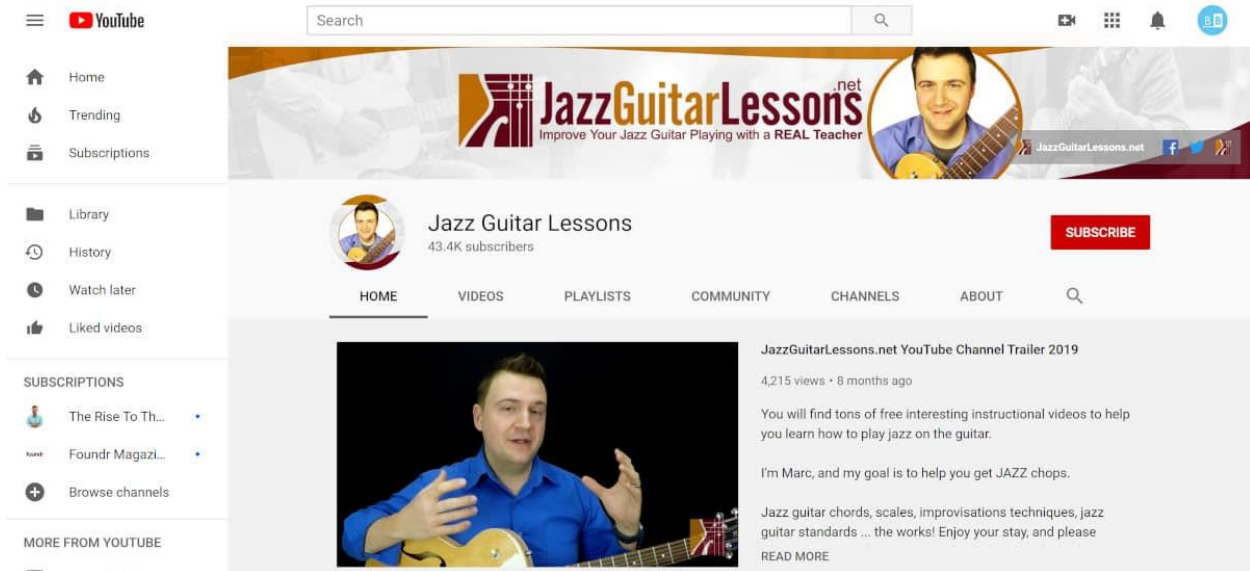 YouTube
Search
B B
Home
Trending
Subscriptions
Library
History
Watch later
Liked videos
SUBSCRIPTIONS
The Rise To Th...
Foundr Magazi...
Browse channels
MORE FROM YOUTUBE
JazzGuitarLessons
.net
Improve Your Jazz Guitar Playing with a REAL Teacher
JazzGuitarLessons.net
Jazz Guitar Lessons
43.4K subscribers
SUBSCRIBE
HOME VIDEOS PLAYLISTS COMMUNITY CHANNELS ABOUT
JazzGuitarLessons.net YouTube Channel Trailer 2019
4,215 views • 8 months ago
You will find tons of free interesting instructional videos to help
you learn how to play jazz on the guitar.
I'm Marc, and my goal is to help you get JAZZ chops.
Jazz guitar chords, scales, improvisations techniques, jazz
guitar standards ... the works! Enjoy your stay, and please
READ MORE